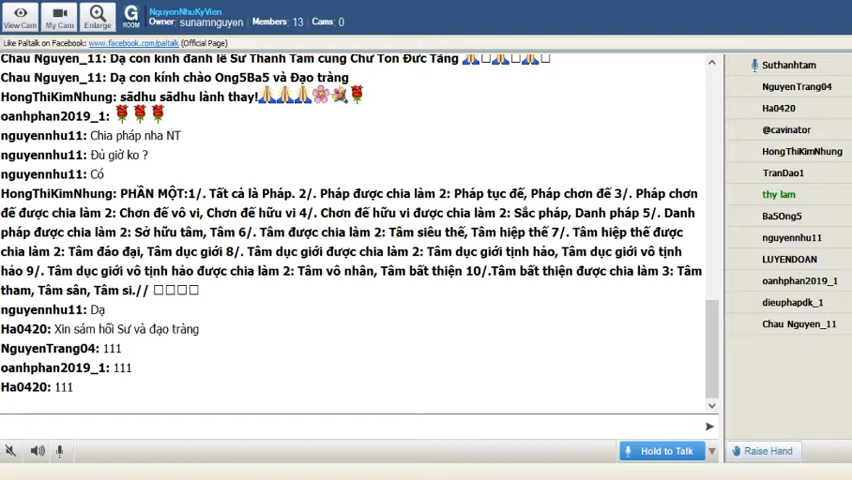 View Cam
My Cam
Enlarge
G
ROOM
NguyenNhuKyVien
Owner: sunamnguyen Members: 13 Cams: 0
Like Paltalk on Facebook: www.facebook.com/paltalk (Official Page)
Chau Nguyen_11: Dạ con kính đảnh lễ Sư Thanh Tam cùng Chư Tôn Đức Tăng 🙏□🙏□🙏□
Chau Nguyen_11: Dạ con kính chào Ong5Ba5 và Đạo tràng
HongThiKimNhung: sādhu sādhu lành thay!🙏🙏🙏🌸💐🌹
oanhphan2019_1: 🌹🌹🌹
nguyennhu11: Chia pháp nha NT
nguyennhu11: Đủ giờ ko ?
nguyennhu11: Có
HongThiKimNhung: PHẦN MỘT:1/. Tất cả là Pháp. 2/. Pháp được chia làm 2: Pháp tục đế, Pháp chơn đế 3/. Pháp chơn
đế được chia làm 2: Chơn đế vô vi, Chơn đế hữu vi 4/. Chơn đế hữu vi được chia làm 2: Sắc pháp, Danh pháp 5/. Danh
pháp được chia làm 2: Sở hữu tâm, Tâm 6/. Tâm được chia làm 2: Tâm siêu thế, Tâm hiệp thế 7/. Tâm hiệp thế được
chia làm 2: Tâm đáo đại, Tâm dục giới 8/. Tâm dục giới được chia làm 2: Tâm dục giới tịnh hảo, Tâm dục giới vô tịnh
hảo 9/. Tâm dục giới vô tịnh hảo được chia làm 2: Tâm vô nhân, Tâm bất thiện 10/.Tâm bất thiện được chia làm 3: Tâm
tham, Tâm sân, Tâm si.// □□□□
nguyennhu11: Dạ
Ha0420: Xin sám hối Sư và đạo tràng
NguyenTrang04: 111
oanhphan2019_1: 111
Ha0420: 111
Suthanhtam
NguyenTrang04
Ha0420
@cavinator
HongThiKimNhung
TranDao1
thy lam
Ba5Ong5
nguyennhu11
LUYENDOAN
oanhphan2019_1
dieuphapdk_1
Chau Nguyen_11
Hold to Talk
Raise Hand